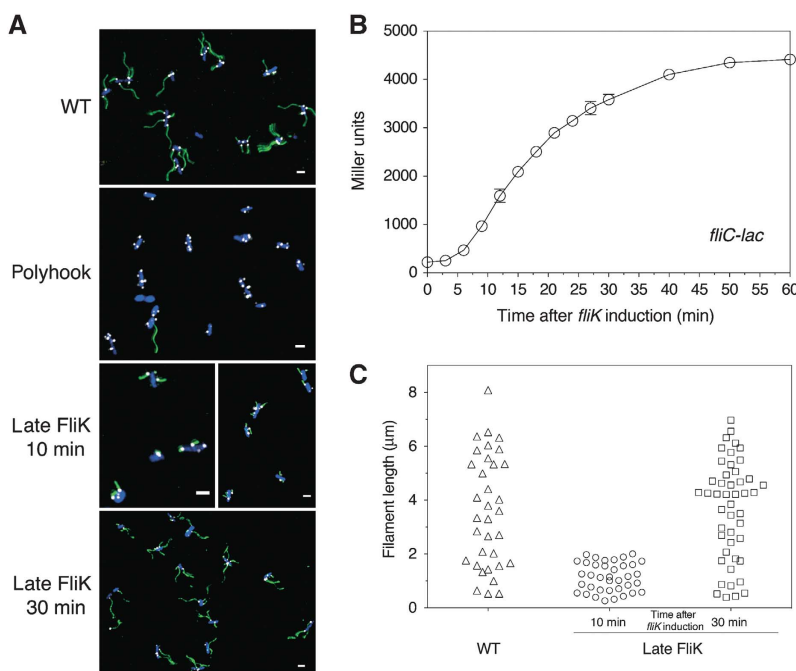 A
WT
Polyhook
Late FliK
10 min
Late FliK
30 min
B
5000
4000
3000
2000
1000
0
Miller units
fliC-lac
0 5 10 15 20 25 30 35 40 45 50 55 60
Time after fliK induction (min)
C
8
6
4
2
0
Filament length (µm)
10 min
Time after
fliK induction
30 min
WT
Late FliK